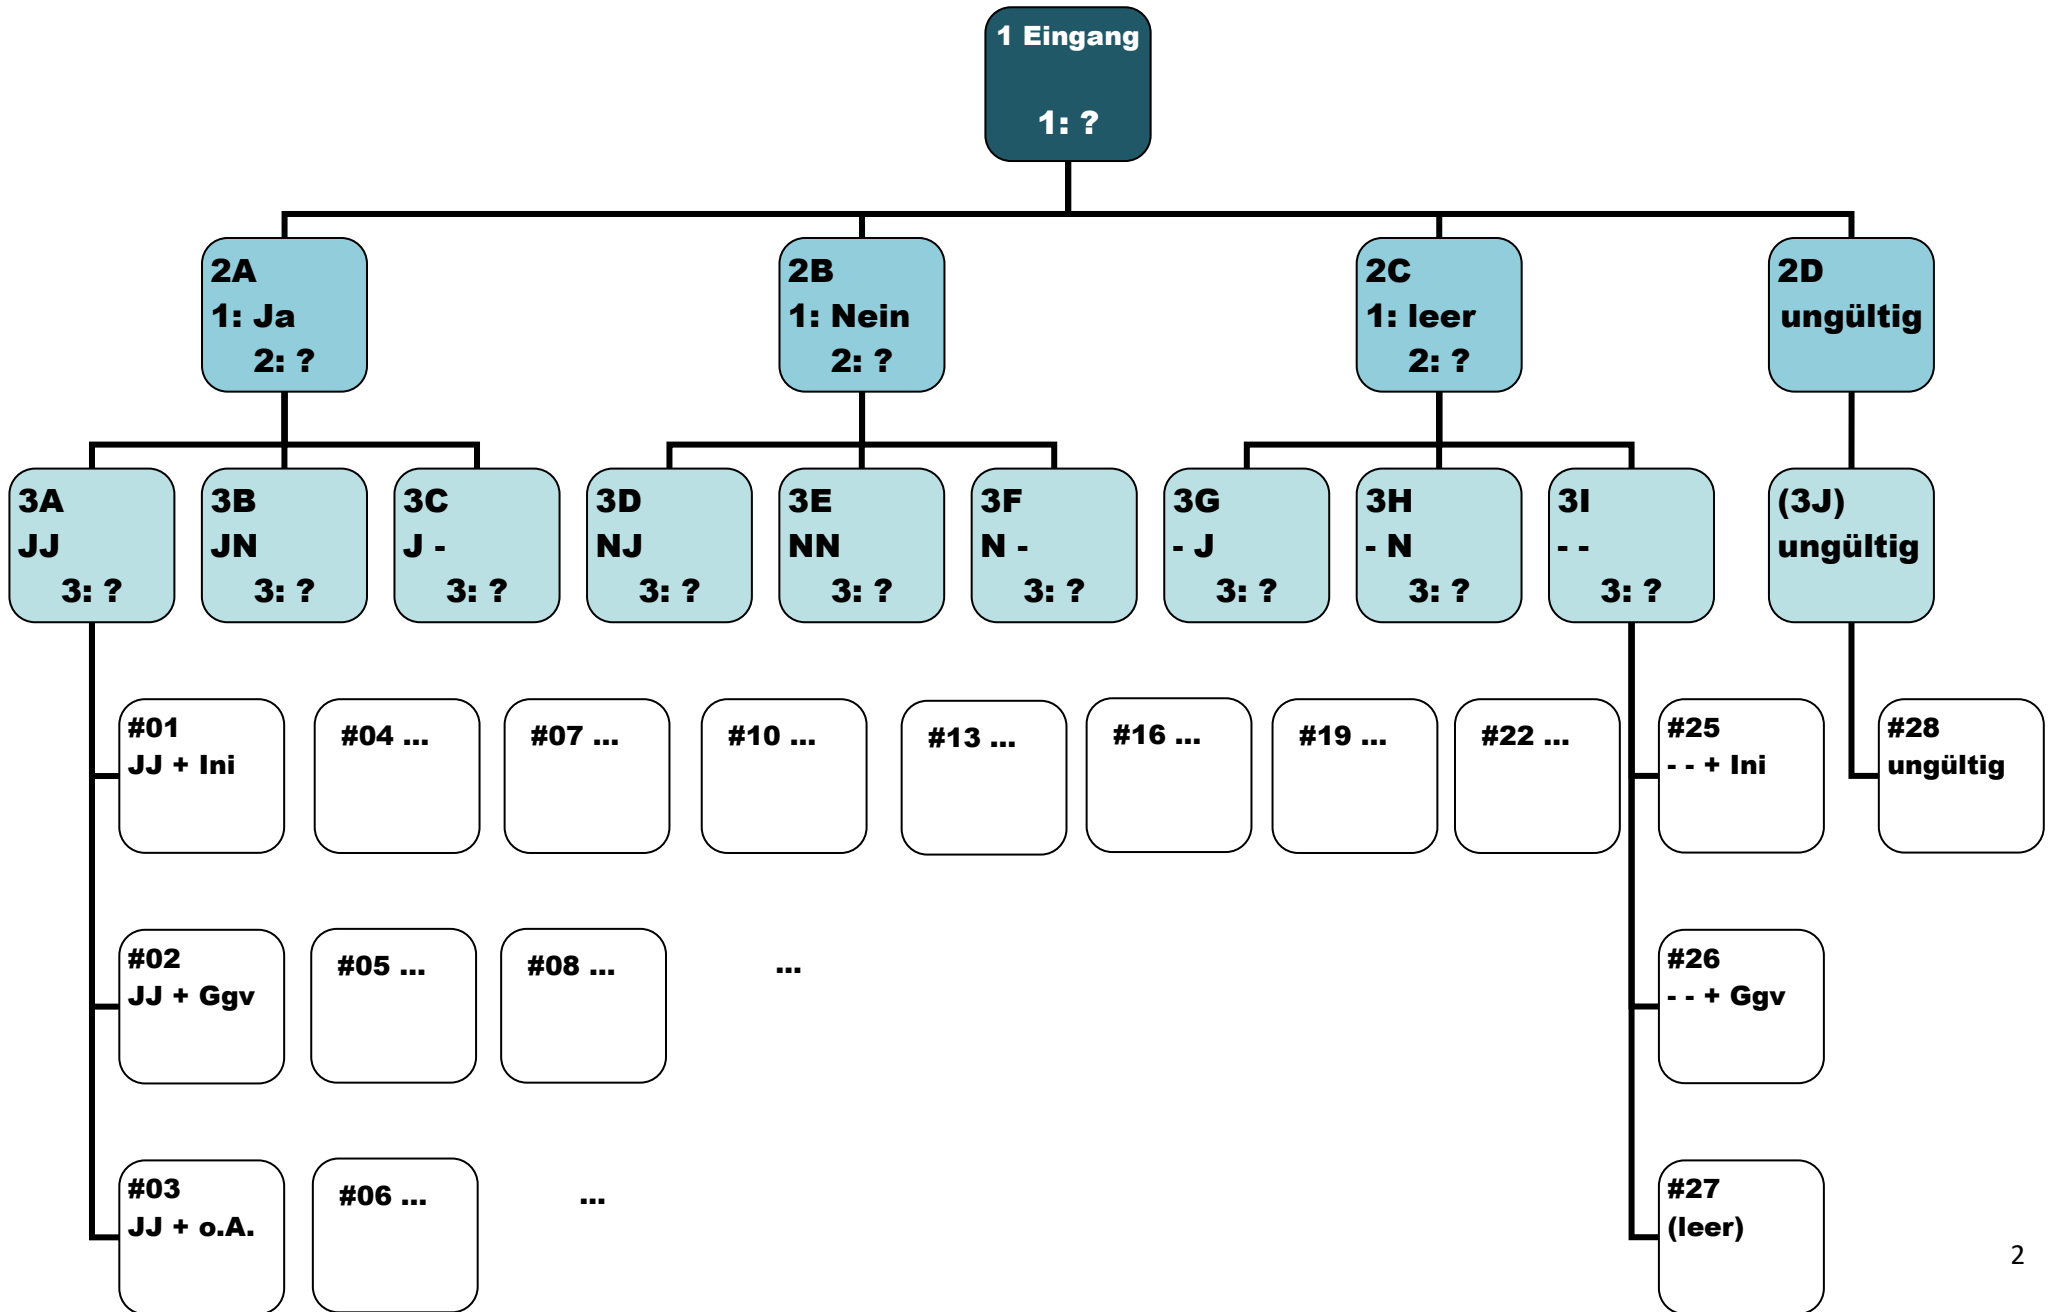 1 Eingang
1: ?
2A
1: Ja
2: ?
2B
1: Nein
2: ?
2C
1: leer
2: ?
2D
ungültig
3A
JJ
3: ?
3B
JN
3: ?
3C
J -
3: ?
3D
NJ
3: ?
3E
NN
3: ?
3F
N -
3: ?
3G
- J
3: ?
3H
- N
3: ?
3I
- -
3: ?
(3J)
ungültig
#01
JJ + Ini
#04 ...
#07 ...
#10 ...
#13 ...
#16 ...
#19 ...
#22 ...
#25
- - + Ini
#28
ungültig
#02
JJ + Ggv
#05 ...
#08 ...
...
#26
- - + Ggv
#03
JJ + o.A.
#06 ...
...
#27
(leer)
2